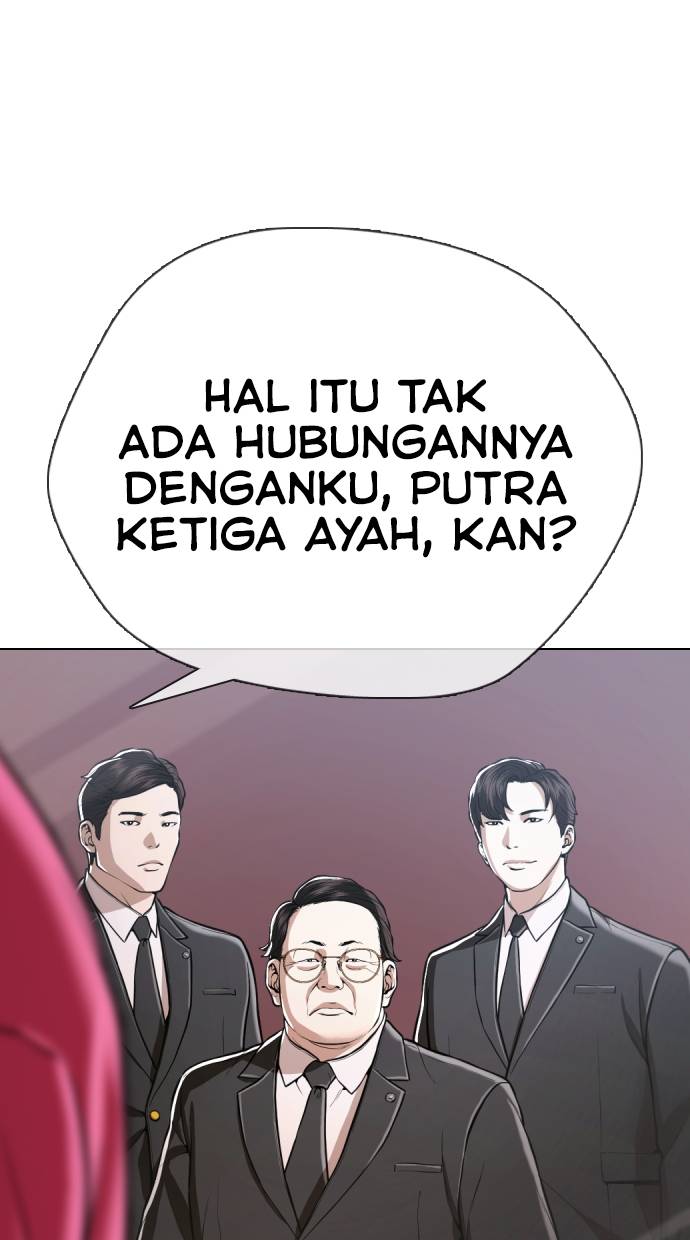 HAL ITU TAK
ADA HUBUNGANNYA
DENGANKU, PUTRA
KETIGA AYAH, KAN?